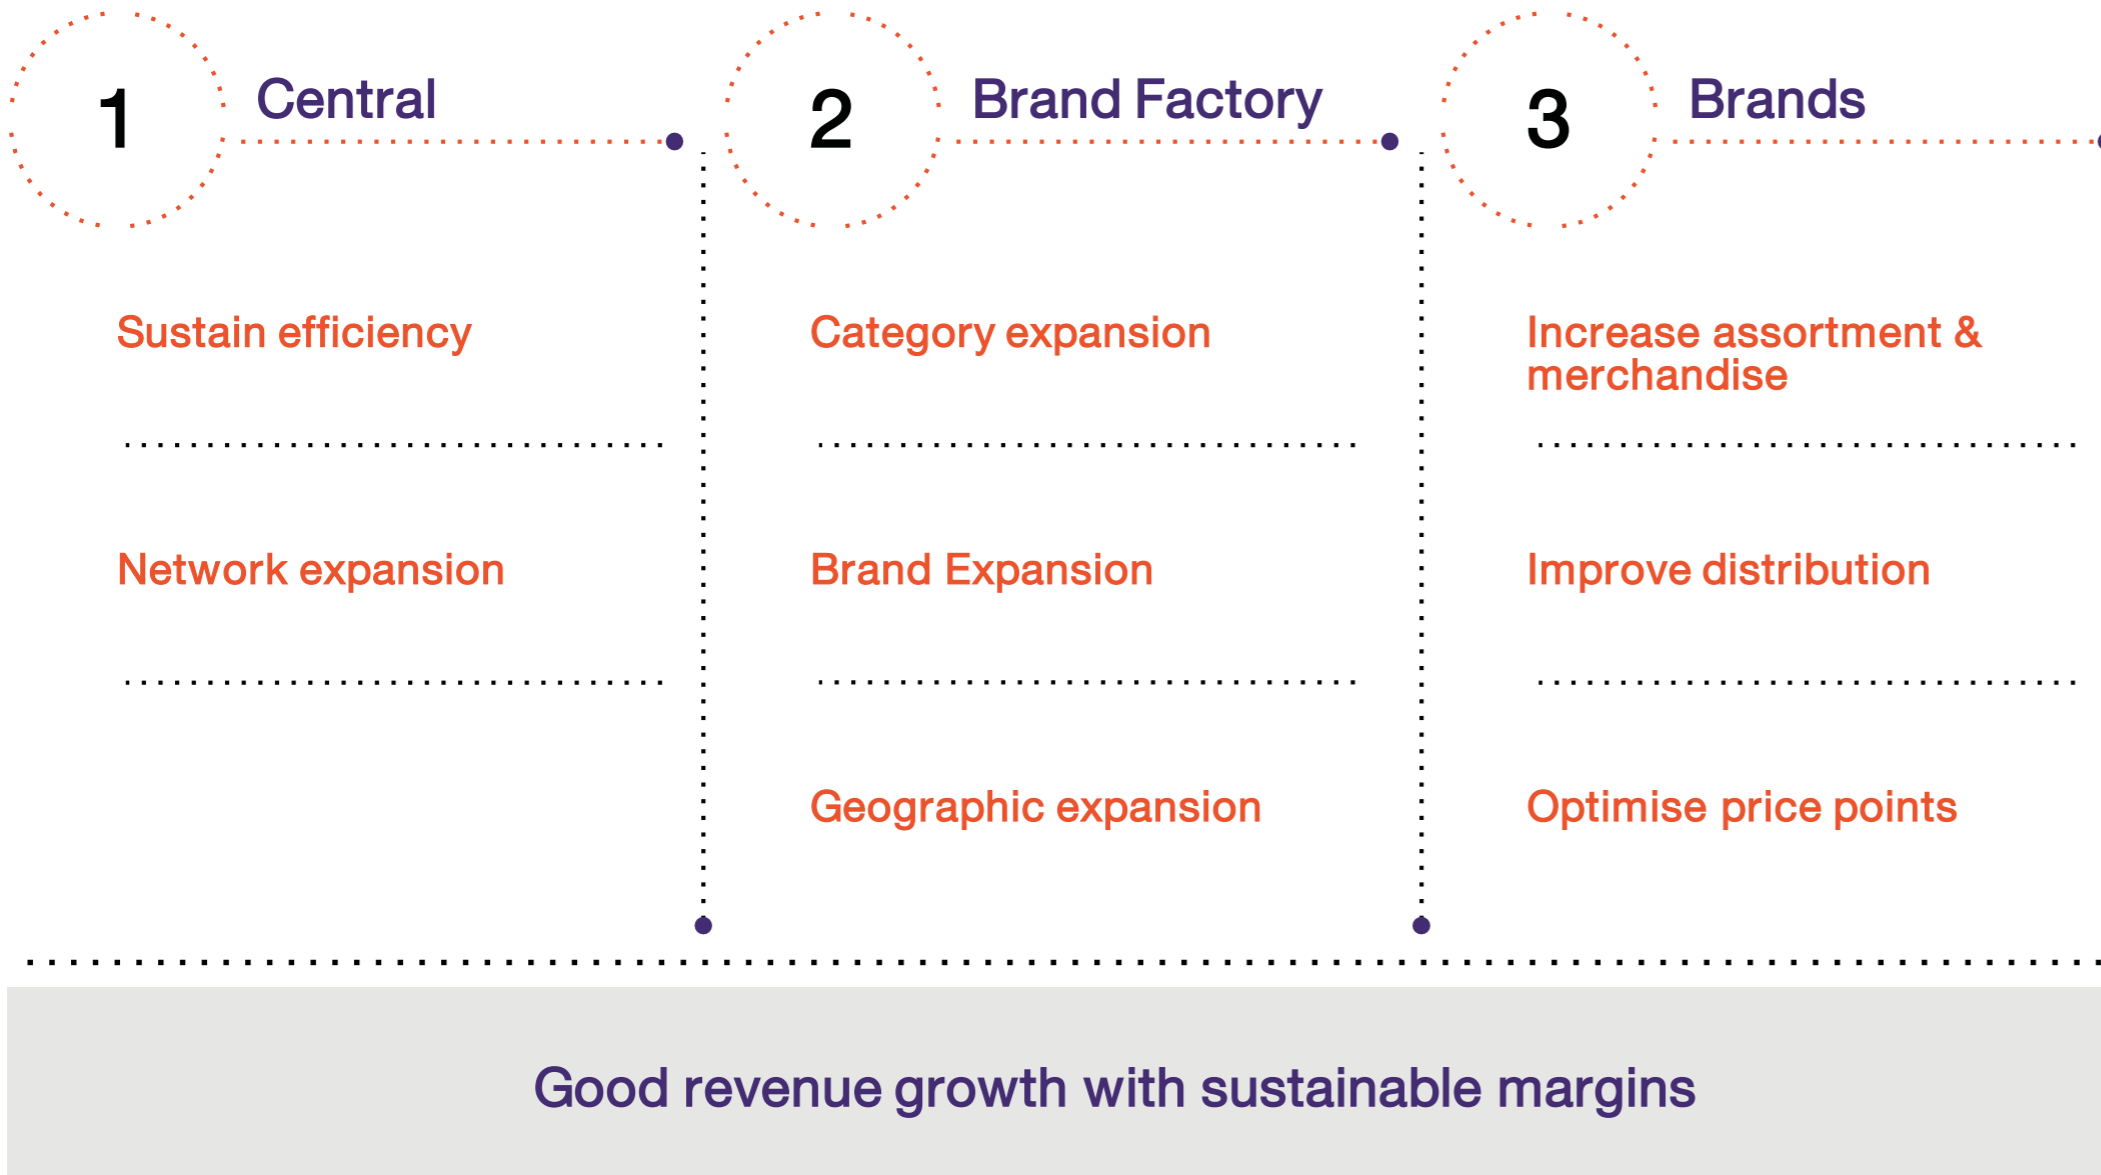 1
Central
Sustain efficiency
Network expansion
2
Brand Factory
Category expansion
Brand Expansion
Geographic expansion
3
Brands
Increase assortment &
merchandise
Improve distribution
Optimise price points
Good revenue growth with sustainable margins